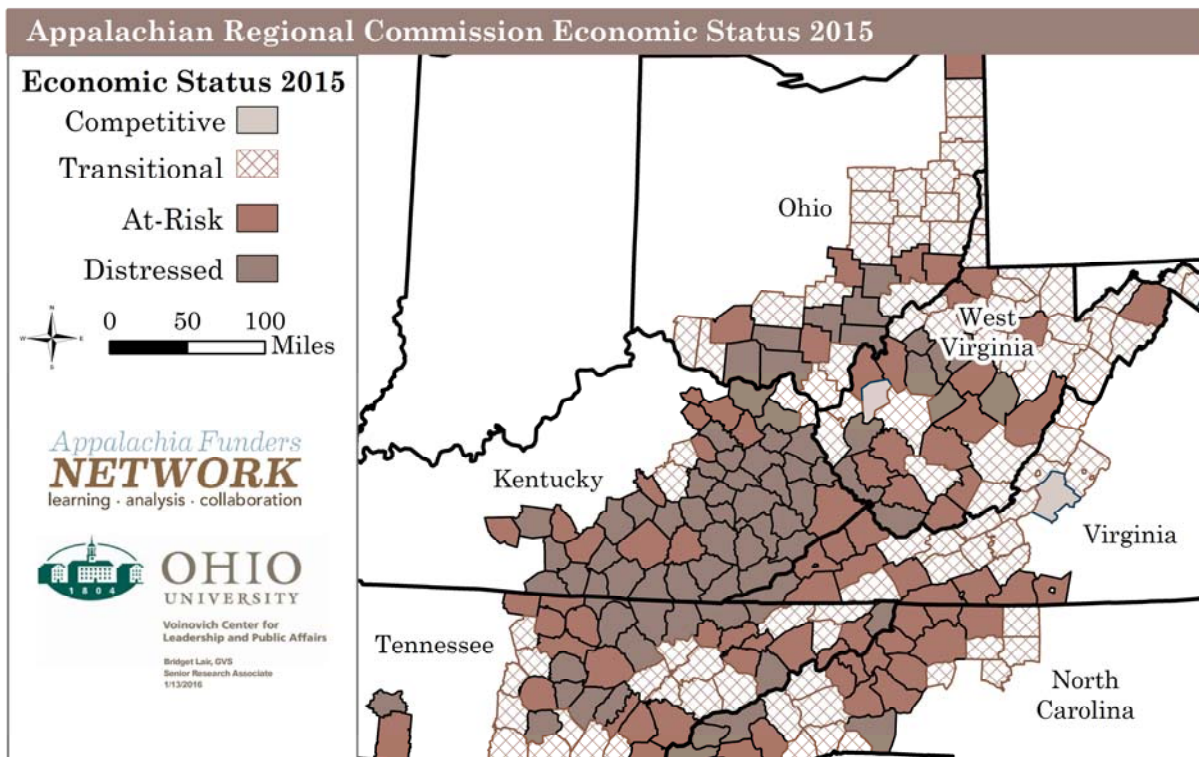 Appalachian Regional Commission Economic Status 2015
Economic Status 2015
Competitive
Transitional
At-Risk
Distressed
N
W
E
S
0 50 100
Miles
Appalachia Funders
NETWORK
learning · analysis · collaboration
1804
OHIO
UNIVERSITY
Voinovich Center for
Leadership and Public Affairs
Bridget Lair, GVS
Senior Research Associate
1/13/2016
Ohio
West
Virginia
Kentucky
Virginia
Tennessee
North
Carolina